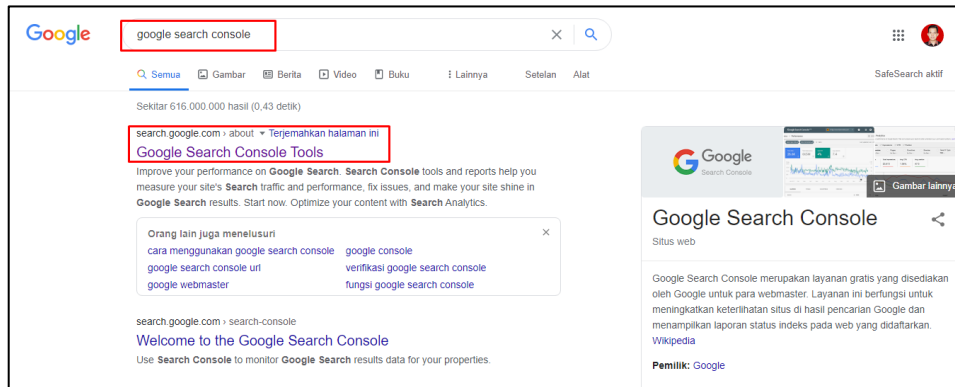 Google
google search console
Semua Gambar Berita Video Buku Lainnya Setelan Alat SafeSearch aktif
Sekitar 616.000.000 hasil (0,43 detik)
search.google.com › about Terjemahkan halaman ini
Google Search Console Tools
Improve your performance on Google Search. Search Console tools and reports help you
measure your site's Search traffic and performance, fix issues, and make your site shine in
Google Search results. Start now. Optimize your content with Search Analytics.
Orang lain juga menelusuri
cara menggunakan google search console google console
google search console url verifikasi google search console
google webmaster fungsi google search console
search.google.com › search-console
Welcome to the Google Search Console
Use Search Console to monitor Google Search results data for your properties.
Google
Search Console
Gambar lainnya
Google Search Console
Situs web
Google Search Console merupakan layanan gratis yang disediakan
oleh Google untuk para webmaster. Layanan ini berfungsi untuk
meningkatkan keterlihatan situs di hasil pencarian Google dan
menampilkan laporan status indeks pada web yang didaftarkan.
Wikipedia
Pemilik: Google